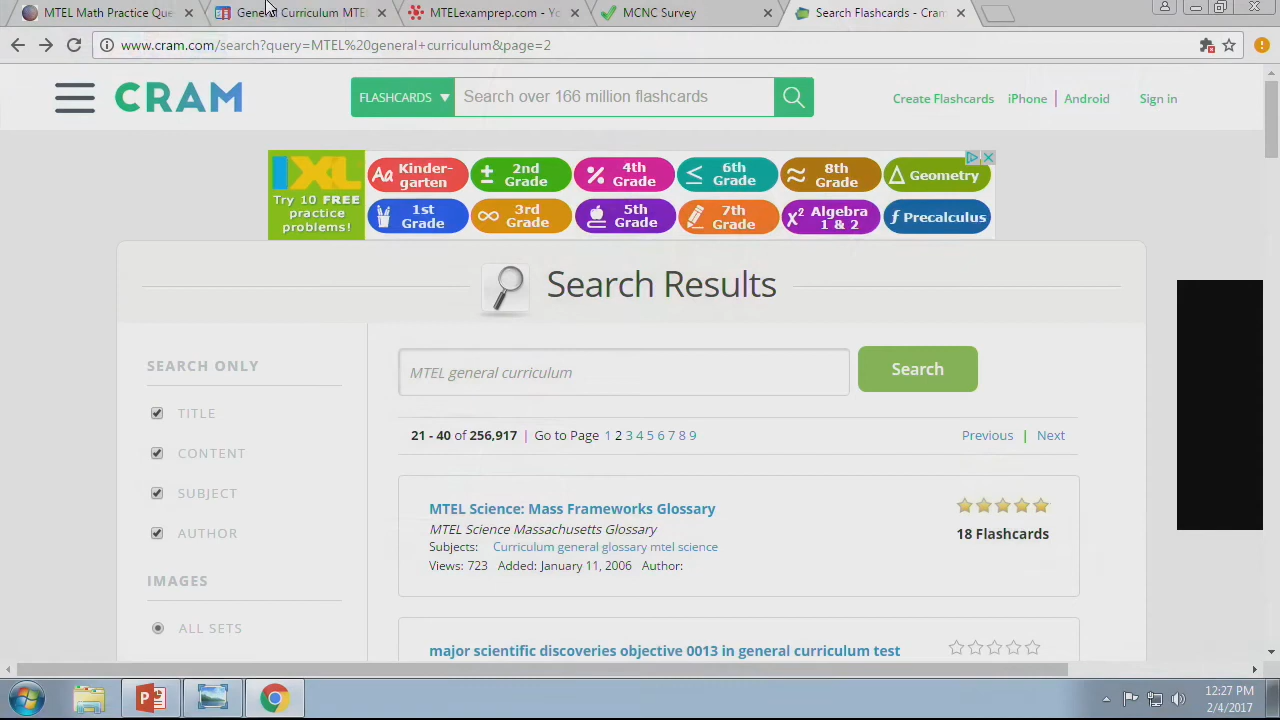 MTEL Math Practice Que
General Curriculum MTEL
MTELexamprep.com - Yo
MCNC Survey
Search Flashcards - Cram
www.cram.com/search?query=MTEL%20general+curriculum&page=2
CRAM
FLASHCARDS
Search over 166 million flashcards
Create Flashcards
iPhone
Android
Sign in
IXL
Try 10 FREE
practice
problems!
Aa Kinder-
garten
± 2nd
Grade
% 4th
Grade
≤ 6th
Grade
≈ 8th
Grade
Δ Geometry
1st
Grade
∞ 3rd
Grade
5th
Grade
7th
Grade
x² Algebra
1 & 2
f Precalculus
Search Results
SEARCH ONLY
TITLE
CONTENT
SUBJECT
AUTHOR
IMAGES
ALL SETS
MTEL general curriculum
Search
21 - 40 of 256,917 | Go to Page 1 2 3 4 5 6 7 8 9
Previous | Next
MTEL Science: Mass Frameworks Glossary
MTEL Science Massachusetts Glossary
Subjects: Curriculum general glossary mtel science
Views: 723 Added: January 11, 2006 Author:
18 Flashcards
major scientific discoveries objective 0013 in general curriculum test
12:27 PM
2/4/2017